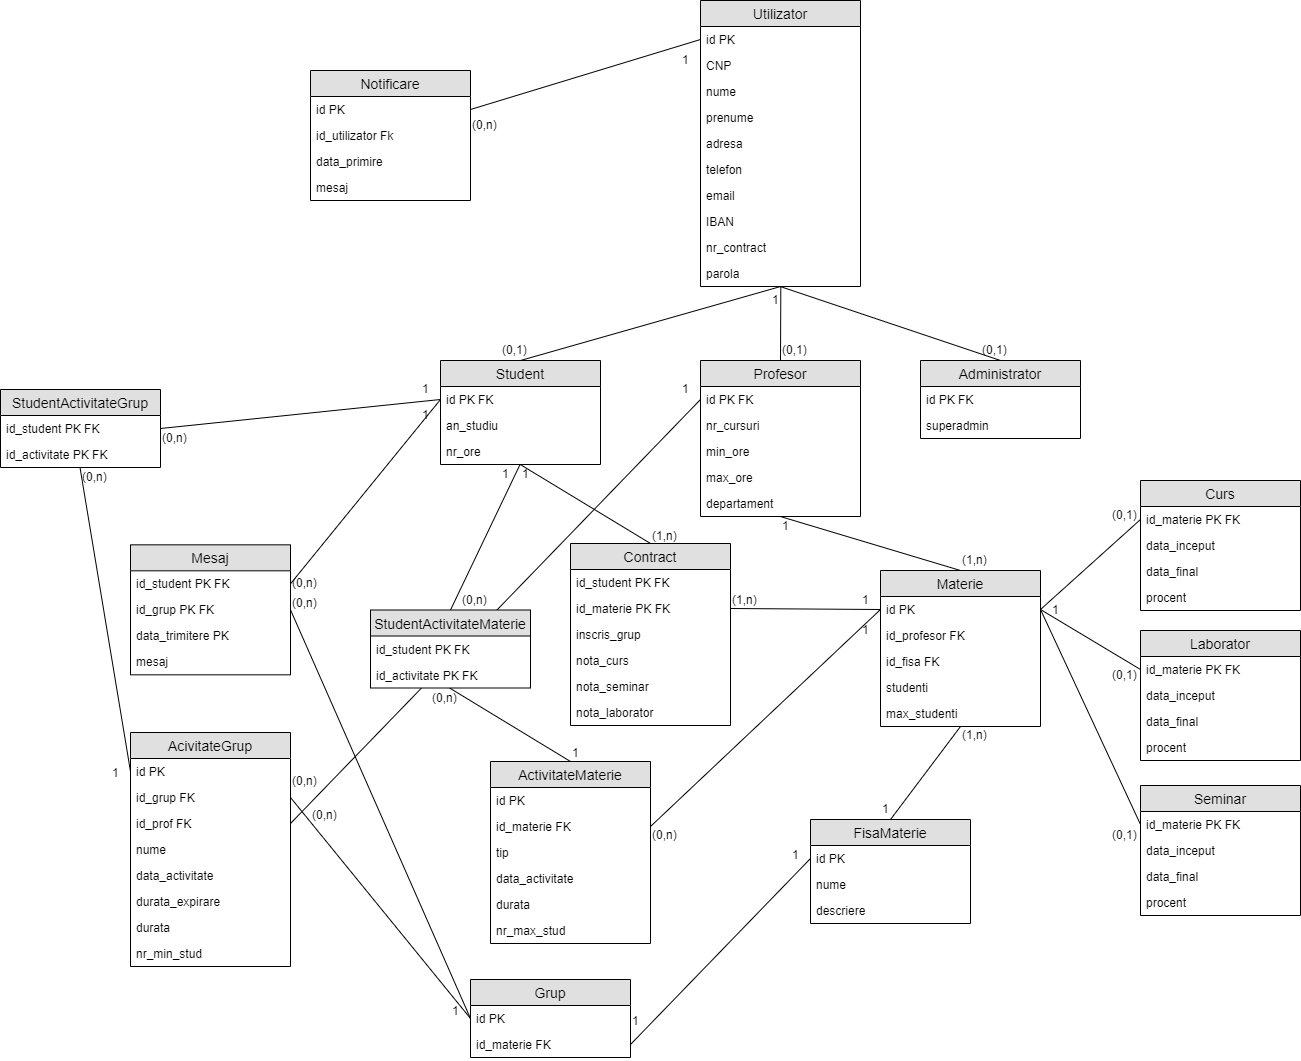 Utilizator
id PK
CNP
nume
prenume
adresa
telefon
email
IBAN
nr_contract
parola
1
1
Notificare
id PK
id_utilizator Fk
data_primire
mesaj
(0,n)
(0,1)
(0,1)
(0,1)
Student
id PK FK
an_studiu
nr_ore
1
1
1
1
Profesor
id PK FK
nr_cursuri
min_ore
max_ore
departament
1
1
Administrator
id PK FK
superadmin
StudentActivitateGrup
id_student PK FK
id_activitate PK FK
(0,n)
(0,n)
Mesaj
id_student PK FK
id_grup PK FK
data_trimitere PK
mesaj
(0,n)
(0,n)
StudentActivitateMaterie
id_student PK FK
id_activitate PK FK
(0,n)
(0,n)
Contract
id_student PK FK
id_materie PK FK
inscris_grup
nota_curs
nota_seminar
nota_laborator
(1,n)
(1,n)
Materie
id PK
id_profesor FK
id_fisa FK
studenti
max_studenti
(1,n)
1
1
1
(1,n)
Curs
id_materie PK FK
data_inceput
data_final
procent
(0,1)
Laborator
id_materie PK FK
data_inceput
data_final
procent
(0,1)
Seminar
id_materie PK FK
data_inceput
data_final
procent
(0,1)
AcivitateGrup
id PK
id_grup FK
id_prof FK
nume
data_activitate
durata_expirare
durata
nr_min_stud
1
(0,n)
(0,n)
ActivitateMaterie
id PK
id_materie FK
tip
data_activitate
durata
nr_max_stud
1
(0,n)
FisaMaterie
id PK
nume
descriere
1
1
Grup
id PK
id_materie FK
1
1